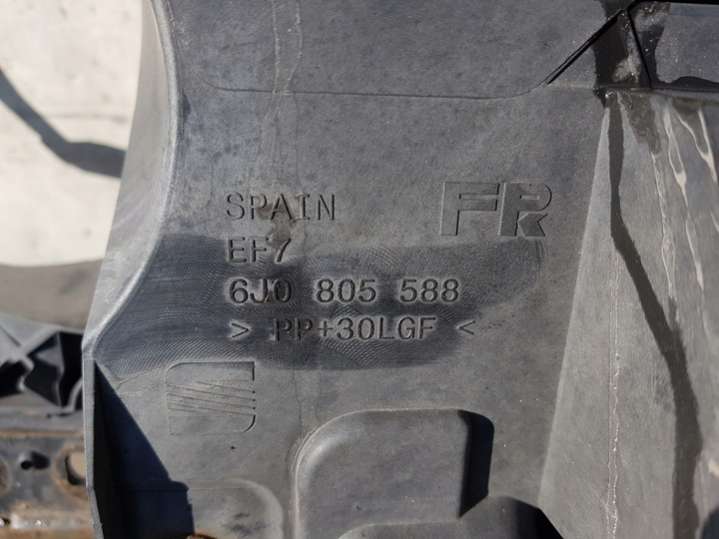 SPAIN FR
EF7
6J0 805 588
> PP+30LGF <